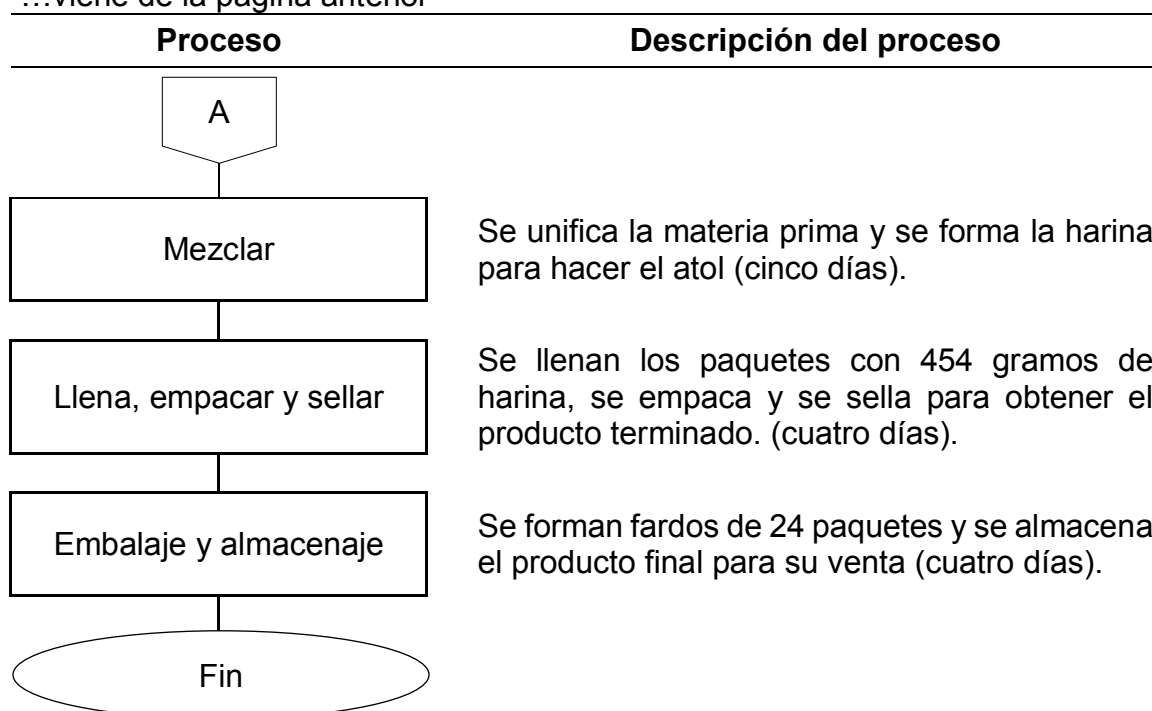 …viene de la página anterior
Proceso Descripción del proceso
A
Mezclar
Se unifica la materia prima y se forma la harina
para hacer el atol (cinco días).
Llena, empacar y sellar
Se llenan los paquetes con 454 gramos de
harina, se empaca y se sella para obtener el
producto terminado. (cuatro días).
Embalaje y almacenaje
Se forman fardos de 24 paquetes y se almacena
el producto final para su venta (cuatro días).
Fin